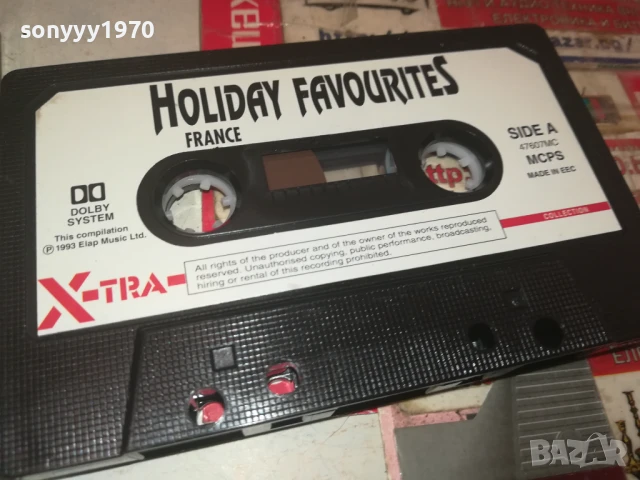 sonyyy1970
HOLIDAY FAVOURITES
FRANCE
SIDE A
47607MC
MCPS
MADE IN EEC
DOLBY
SYSTEM
This compilation
℗ 1993 Elap Music Ltd.
ttp
X-TRA
COLLECTION
All rights of the producer and of the owner of the works reproduced
reserved. Unauthorised copying, public performance, broadcasting,
hiring or rental of this recording prohibited.
BAZAR
bg